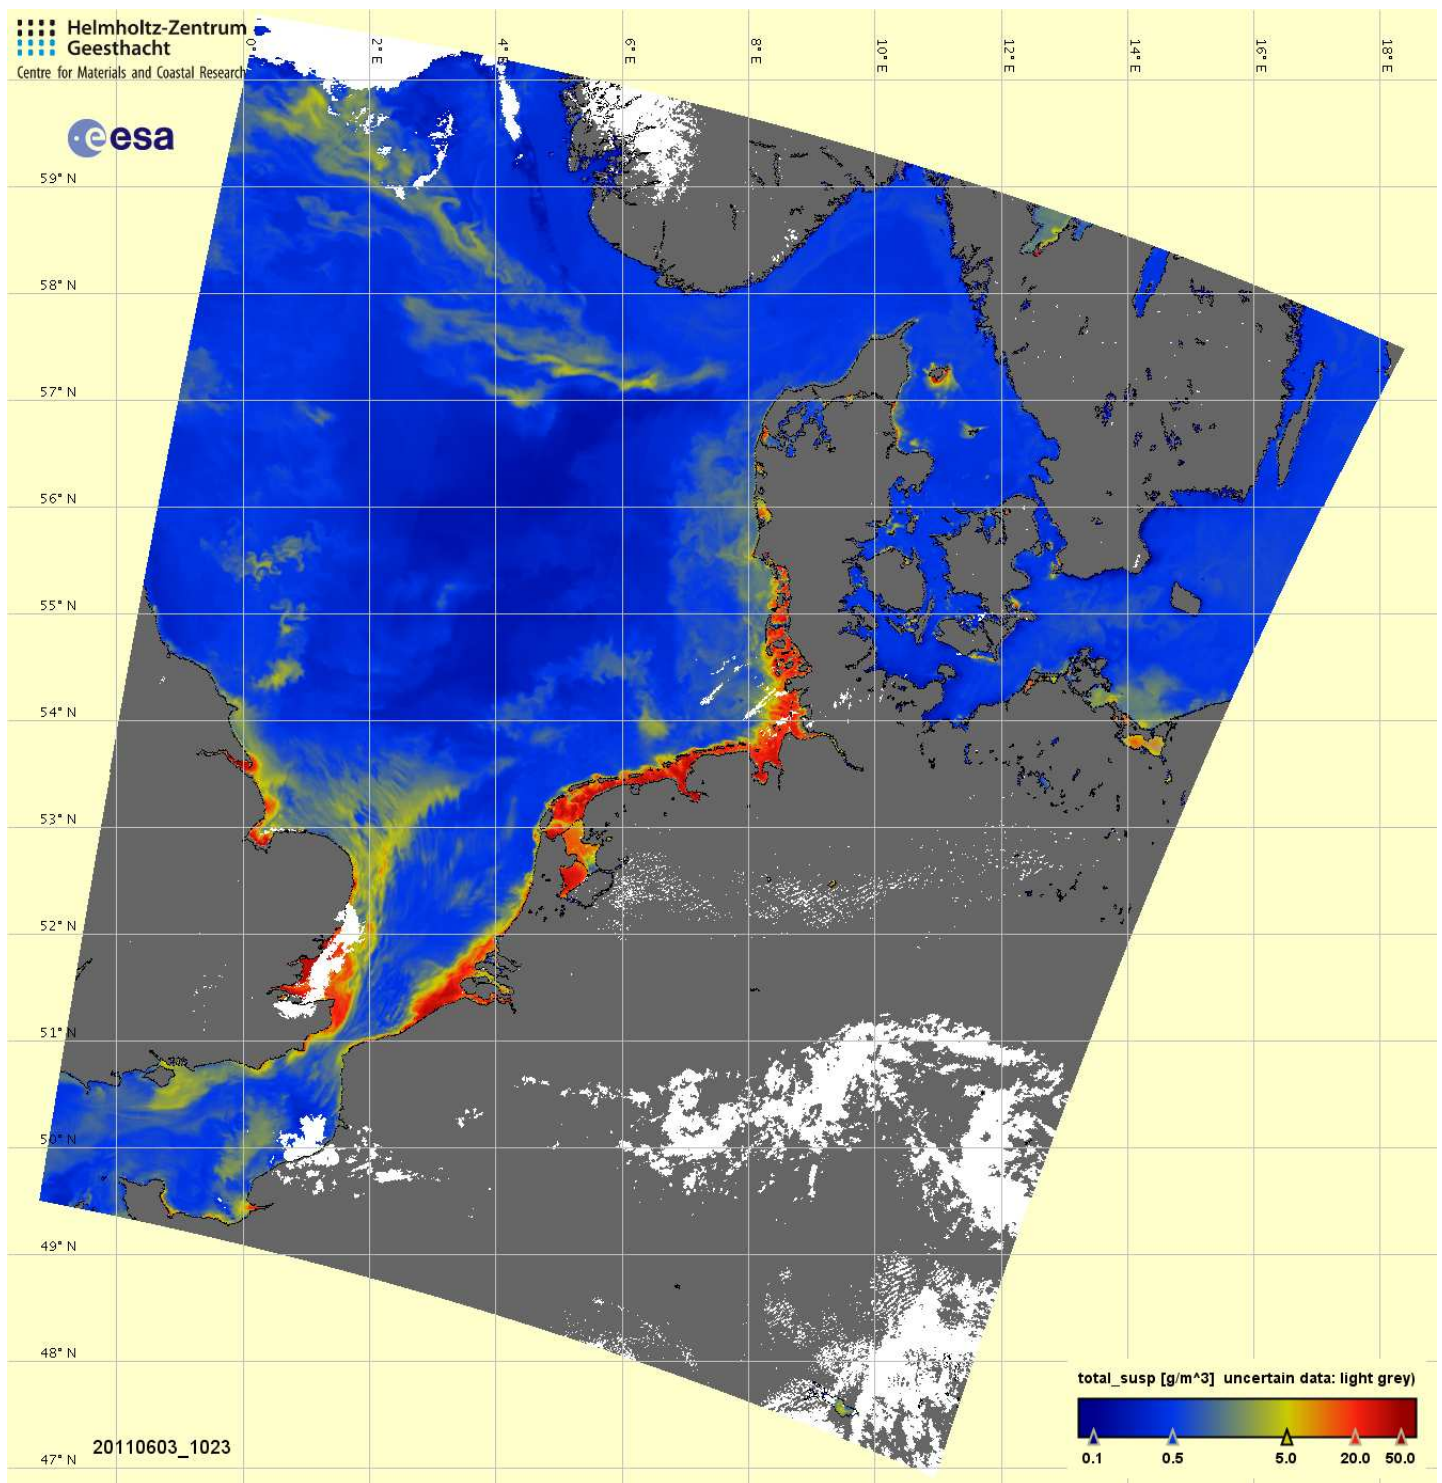 Helmholtz-Zentrum
Geesthacht
Centre for Materials and Coastal Research
esa
0°
2° E
4° E
6° E
8° E
10° E
12° E
14° E
16° E
18° E
59° N
58° N
57° N
56° N
55° N
54° N
53° N
52° N
51° N
50° N
49° N
48° N
47° N
20110603_1023
total_susp [g/m^3]  uncertain data: light grey)
0.1 0.5 5.0 20.0 50.0